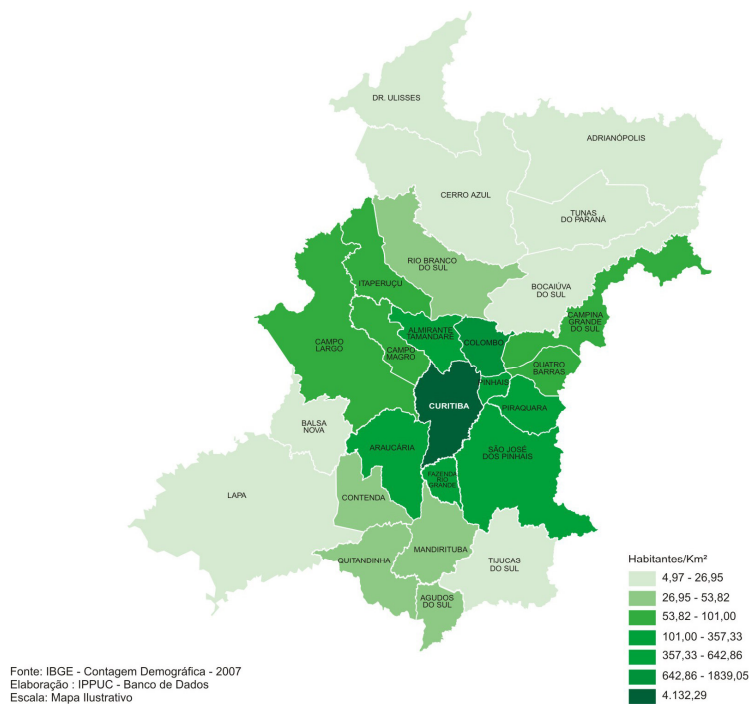 DR. ULISSES
ADRIANÓPOLIS
CERRO AZUL
TUNAS
DO PARANÁ
RIO BRANCO
DO SUL
ITAPERUÇU
BOCAIÚVA
DO SUL
CAMPINA
GRANDE
DO SUL
ALMIRANTE
TAMANDARÉ
COLOMBO
CAMPO
LARGO
CAMPO
MAGRO
QUATRO
BARRAS
PINHAIS
CURITIBA
PIRAQUARA
BALSA
NOVA
ARAUCÁRIA
SÃO JOSÉ
DOS PINHAIS
FAZENDA
RIO
GRANDE
LAPA
CONTENDA
MANDIRITUBA
QUITANDINHA
TIJUCAS
DO SUL
AGUDOS
DO SUL
Habitantes/Km²
4,97 - 26,95
26,95 - 53,82
53,82 - 101,00
101,00 - 357,33
357,33 - 642,86
642,86 - 1839,05
4.132,29
Fonte: IBGE - Contagem Demográfica - 2007
Elaboração : IPPUC - Banco de Dados
Escala: Mapa Ilustrativo